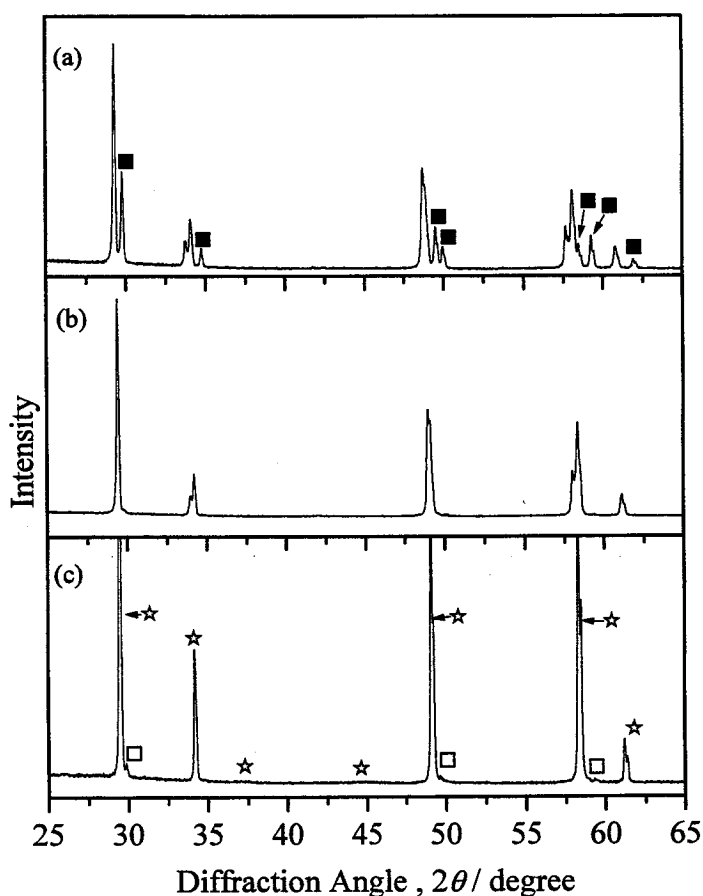 (a)
(b)
Intensity
(c)
25 30 35 40 45 50 55 60 65
Diffraction Angle , 2θ / degree